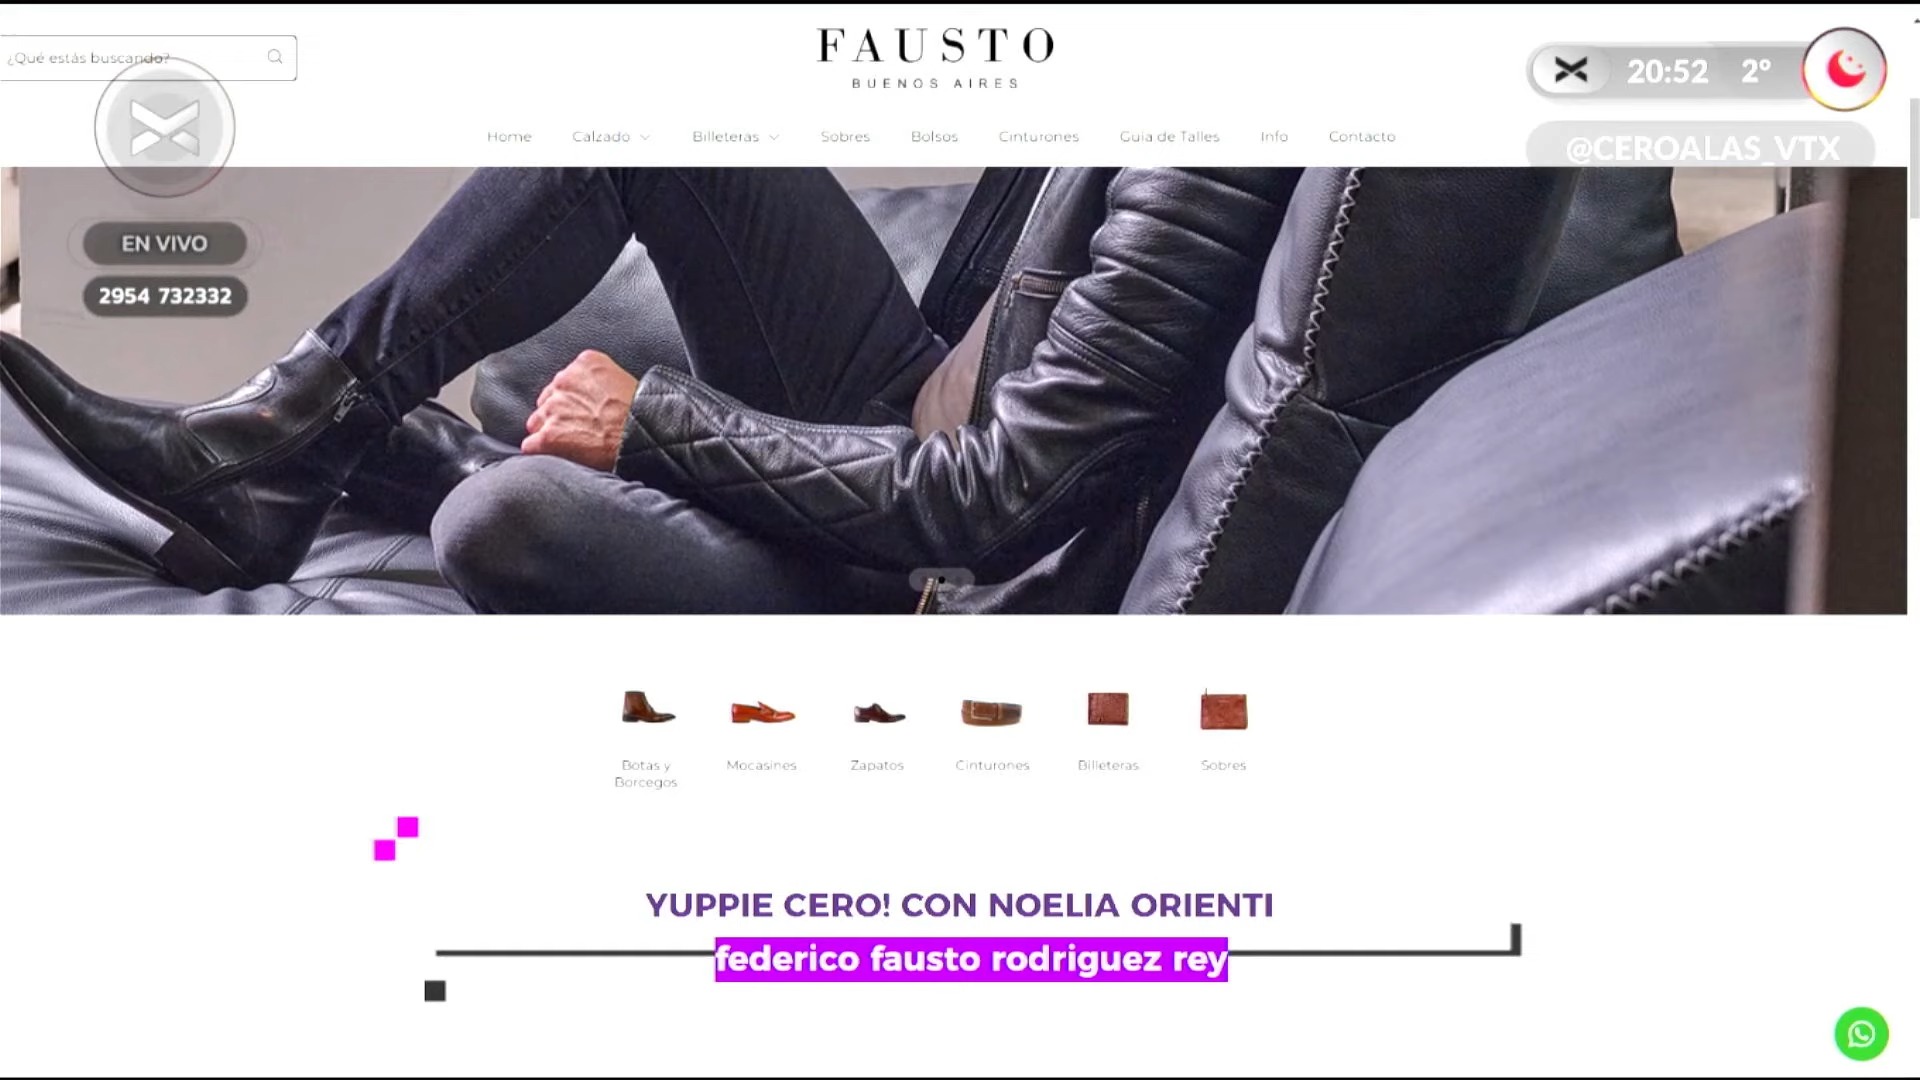 ¿Qué estás buscando?
FAUSTO
BUENOS AIRES
20:52 2°
@CEROALAS_VTX
Home Calzado Billeteras Sobres Bolsos Cinturones Guia de Talles Info Contacto
EN VIVO
2954 732332
Botas y
Borcegos
Mocasines
Zapatos
Cinturones
Billeteras
Sobres
YUPPIE CERO! CON NOELIA ORIENTI
federico fausto rodriguez rey